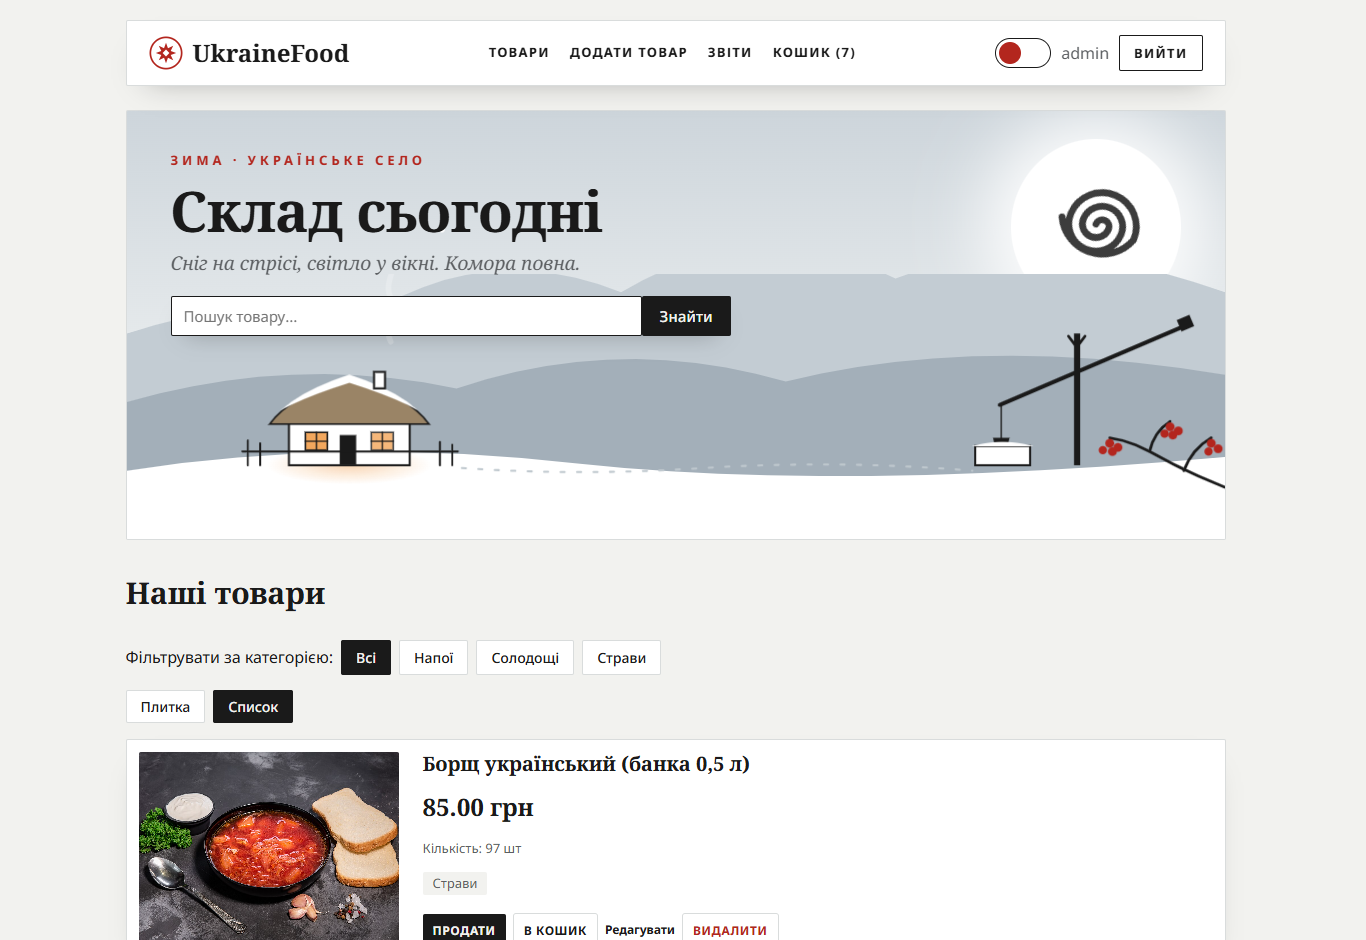 UkraineFood
ТОВАРИ ДОДАТИ ТОВАР ЗВІТИ КОШИК (7)
admin
ВИЙТИ
ЗИМА · УКРАЇНСЬКЕ СЕЛО
Склад сьогодні
Сніг на стрісі, світло у вікні. Комора повна.
Пошук товару...
Знайти
Наші товари
Фільтрувати за категорією: Всі Напої Солодощі Страви
Плитка Список
Борщ український (банка 0,5 л)
85.00 грн
Кількість: 97 шт
Страви
ПРОДАТИ В КОШИК Редагувати ВИДАЛИТИ